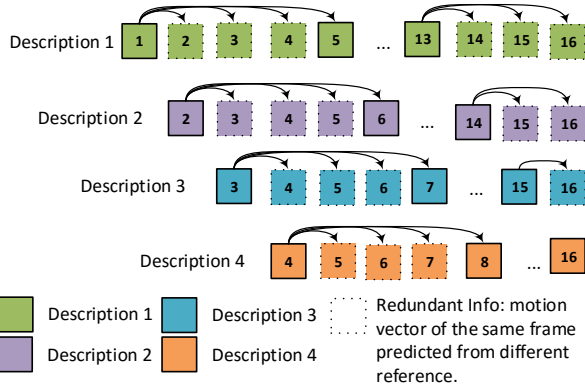 Description 1 1 2 3 4 5 ... 13 14 15 16
Description 2 2 3 4 5 6 ... 14 15 16
Description 3 3 4 5 6 7 ... 15 16
Description 4 4 5 6 7 8 ... 16
Description 1 Description 3 Redundant Info: motion
vector of the same frame
Description 2 Description 4 predicted from different
reference.